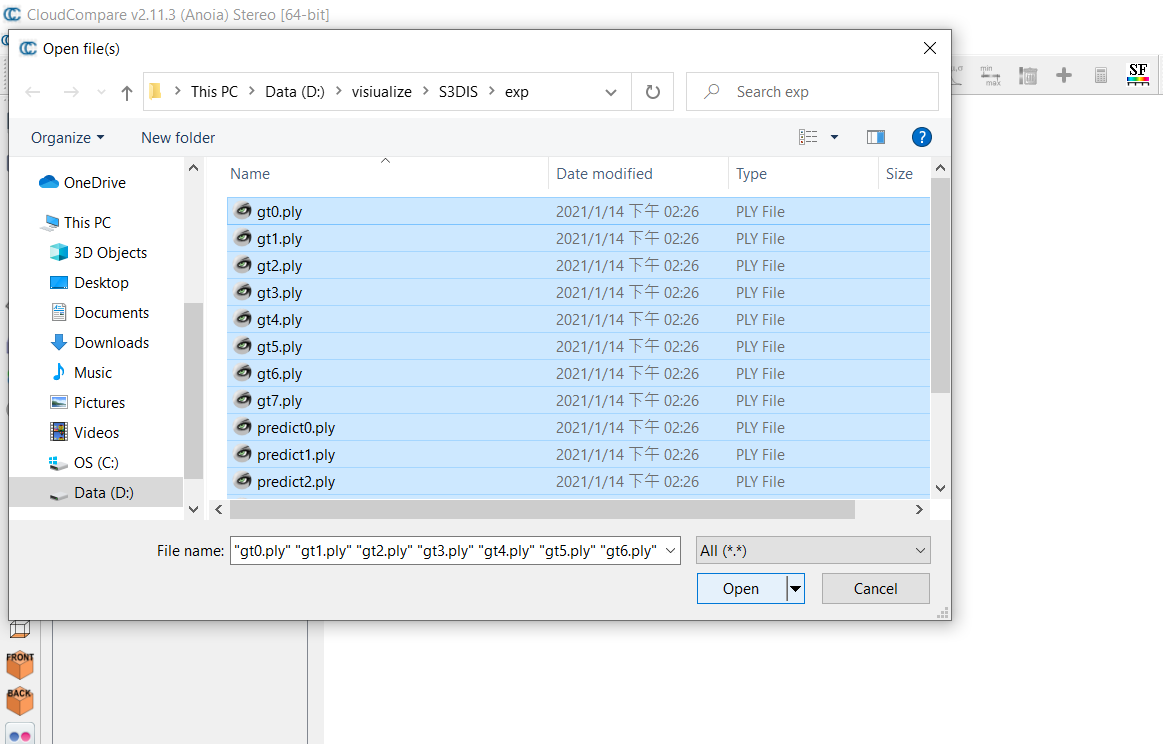 CloudCompare v2.11.3 (Anoia) Stereo [64-bit]
Open file(s)
This PC > Data (D:) > visiualize > S3DIS > exp
Search exp
min
max
SF
Organize
New folder
Name
Date modified
Type
Size
OneDrive
This PC
3D Objects
Desktop
Documents
Downloads
Music
Pictures
Videos
OS (C:)
Data (D:)
gt0.ply 2021/1/14 下午 02:26 PLY File
gt1.ply 2021/1/14 下午 02:26 PLY File
gt2.ply 2021/1/14 下午 02:26 PLY File
gt3.ply 2021/1/14 下午 02:26 PLY File
gt4.ply 2021/1/14 下午 02:26 PLY File
gt5.ply 2021/1/14 下午 02:26 PLY File
gt6.ply 2021/1/14 下午 02:26 PLY File
gt7.ply 2021/1/14 下午 02:26 PLY File
predict0.ply 2021/1/14 下午 02:26 PLY File
predict1.ply 2021/1/14 下午 02:26 PLY File
predict2.ply 2021/1/14 下午 02:26 PLY File
File name: "gt0.ply" "gt1.ply" "gt2.ply" "gt3.ply" "gt4.ply" "gt5.ply" "gt6.ply"
All (*.*)
Open
Cancel
FRONT
BACK